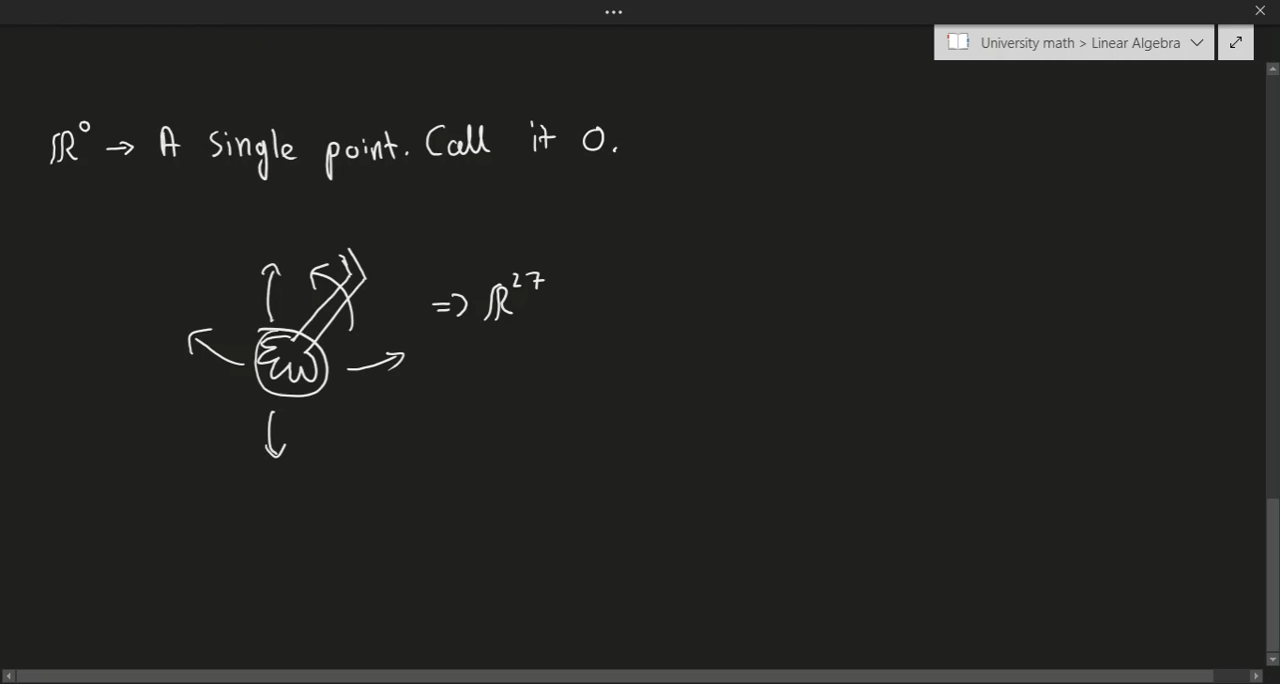 University math > Linear Algebra
ℝ⁰ → A single point. Call it 0.
⇒ ℝ²⁷